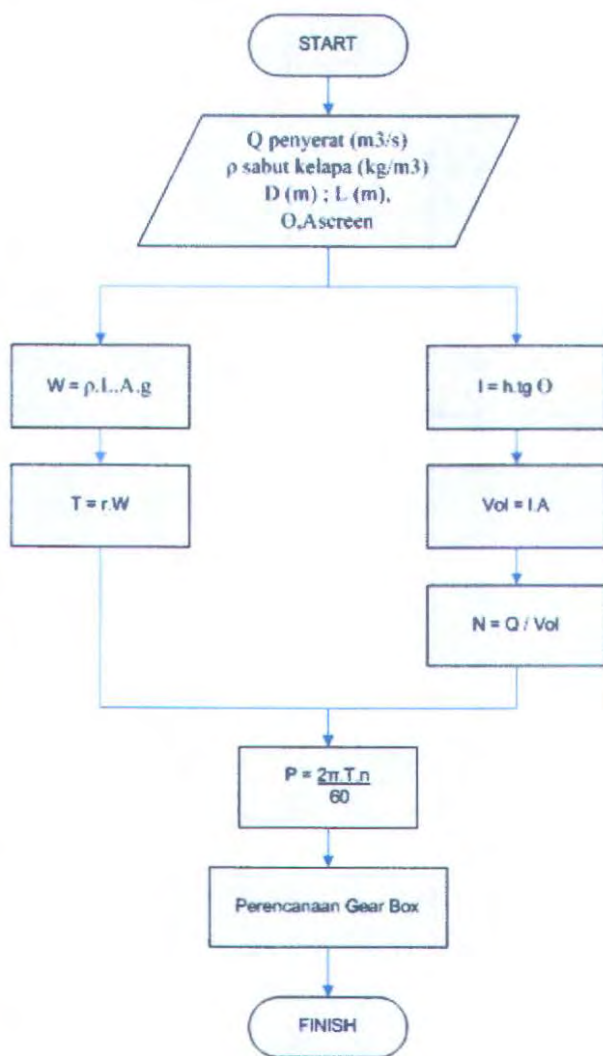 START
Q penyerat (m3/s)
ρ sabut kelapa (kg/m3)
D (m) ; L (m),
O,Ascreen
W = ρ.L.A.g
T = r.W
l = h.tg O
Vol = l.A
N = Q / Vol
P = 2π.T.n
60
Perencanaan Gear Box
FINISH